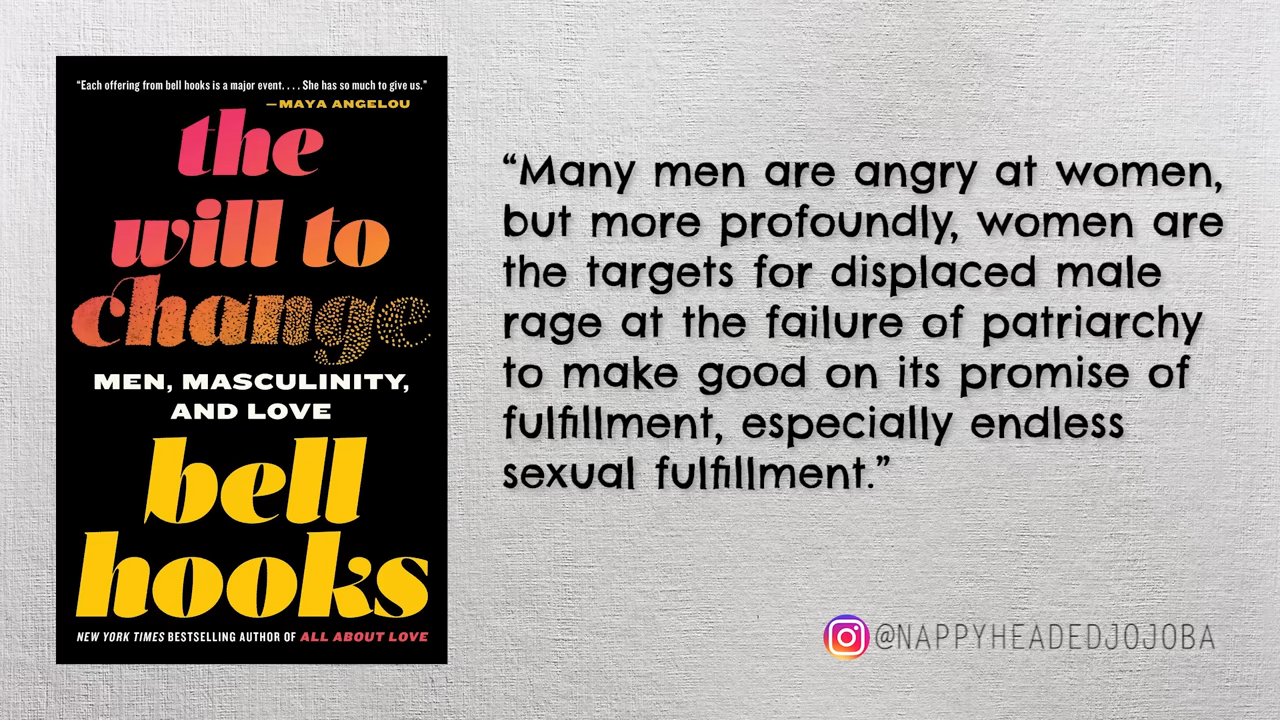 “Each offering from bell hooks is a major event. . . . She has so much to give us.”
—MAYA ANGELOU
the
will to
change
MEN, MASCULINITY,
AND LOVE
bell
hooks
NEW YORK TIMES BESTSELLING AUTHOR OF ALL ABOUT LOVE
“Many men are angry at women,
but more profoundly, women are
the targets for displaced male
rage at the failure of patriarchy
to make good on its promise of
fulfillment, especially endless
sexual fulfillment.”
@NAPPYHEADEDJOJOBA